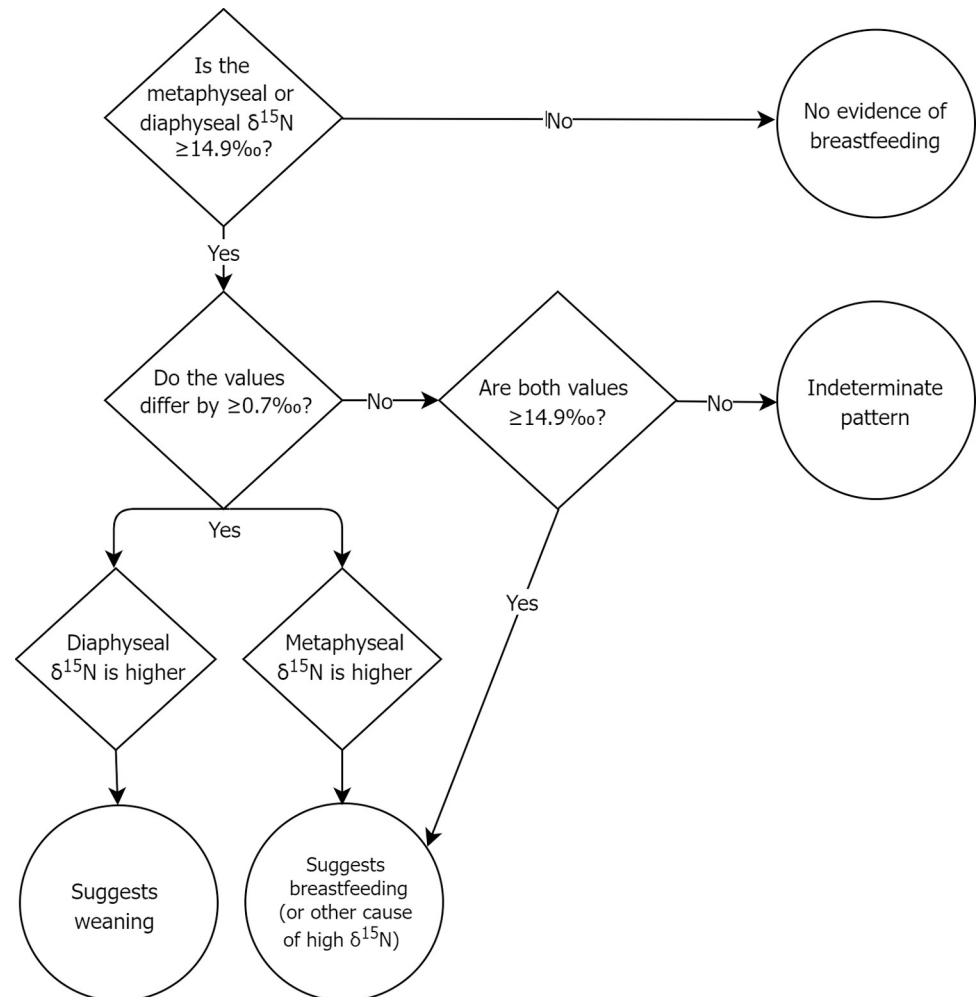 Is the
metaphyseal or
diaphyseal δ¹⁵N
≥14.9‰?
No
No evidence of
breastfeeding
Yes
Do the values
differ by ≥0.7‰?
No
Are both values
≥14.9‰?
No
Indeterminate
pattern
Yes
Yes
Diaphyseal
δ¹⁵N is higher
Metaphyseal
δ¹⁵N is higher
Suggests
weaning
Suggests
breastfeeding
(or other cause
of high δ¹⁵N)